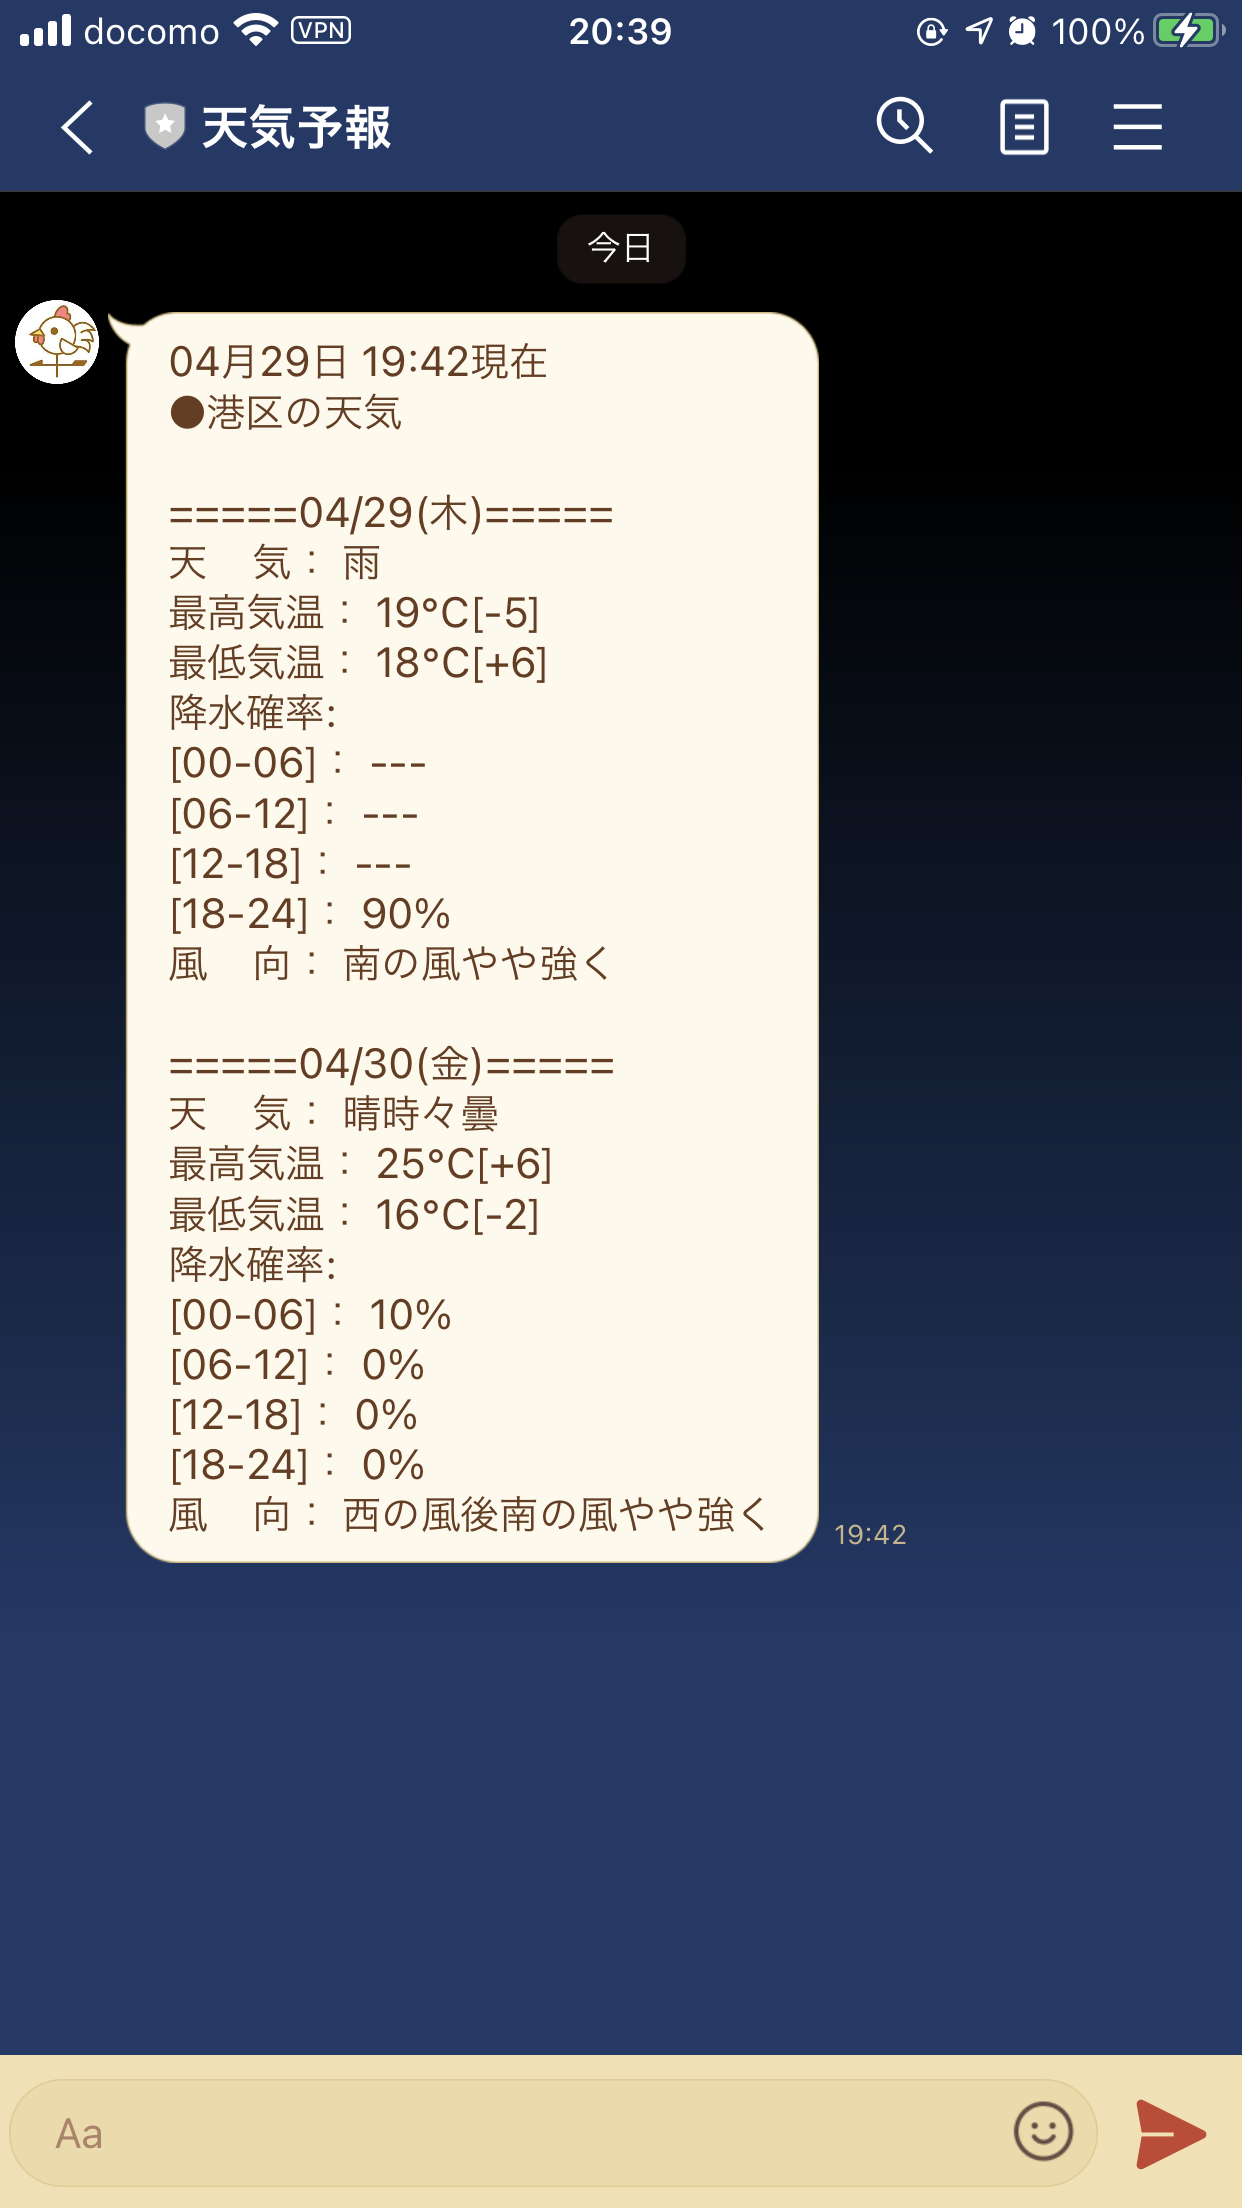 docomo VPN 20:39 100%
天気予報
今日
04月29日 19:42現在
●港区の天気
=====04/29(木)=====
天　気： 雨
最高気温： 19°C[-5]
最低気温： 18°C[+6]
降水確率:
[00-06]： ---
[06-12]： ---
[12-18]： ---
[18-24]： 90%
風　向： 南の風やや強く
=====04/30(金)=====
天　気： 晴時々曇
最高気温： 25°C[+6]
最低気温： 16°C[-2]
降水確率:
[00-06]： 10%
[06-12]： 0%
[12-18]： 0%
[18-24]： 0%
風　向： 西の風後南の風やや強く
19:42
Aa